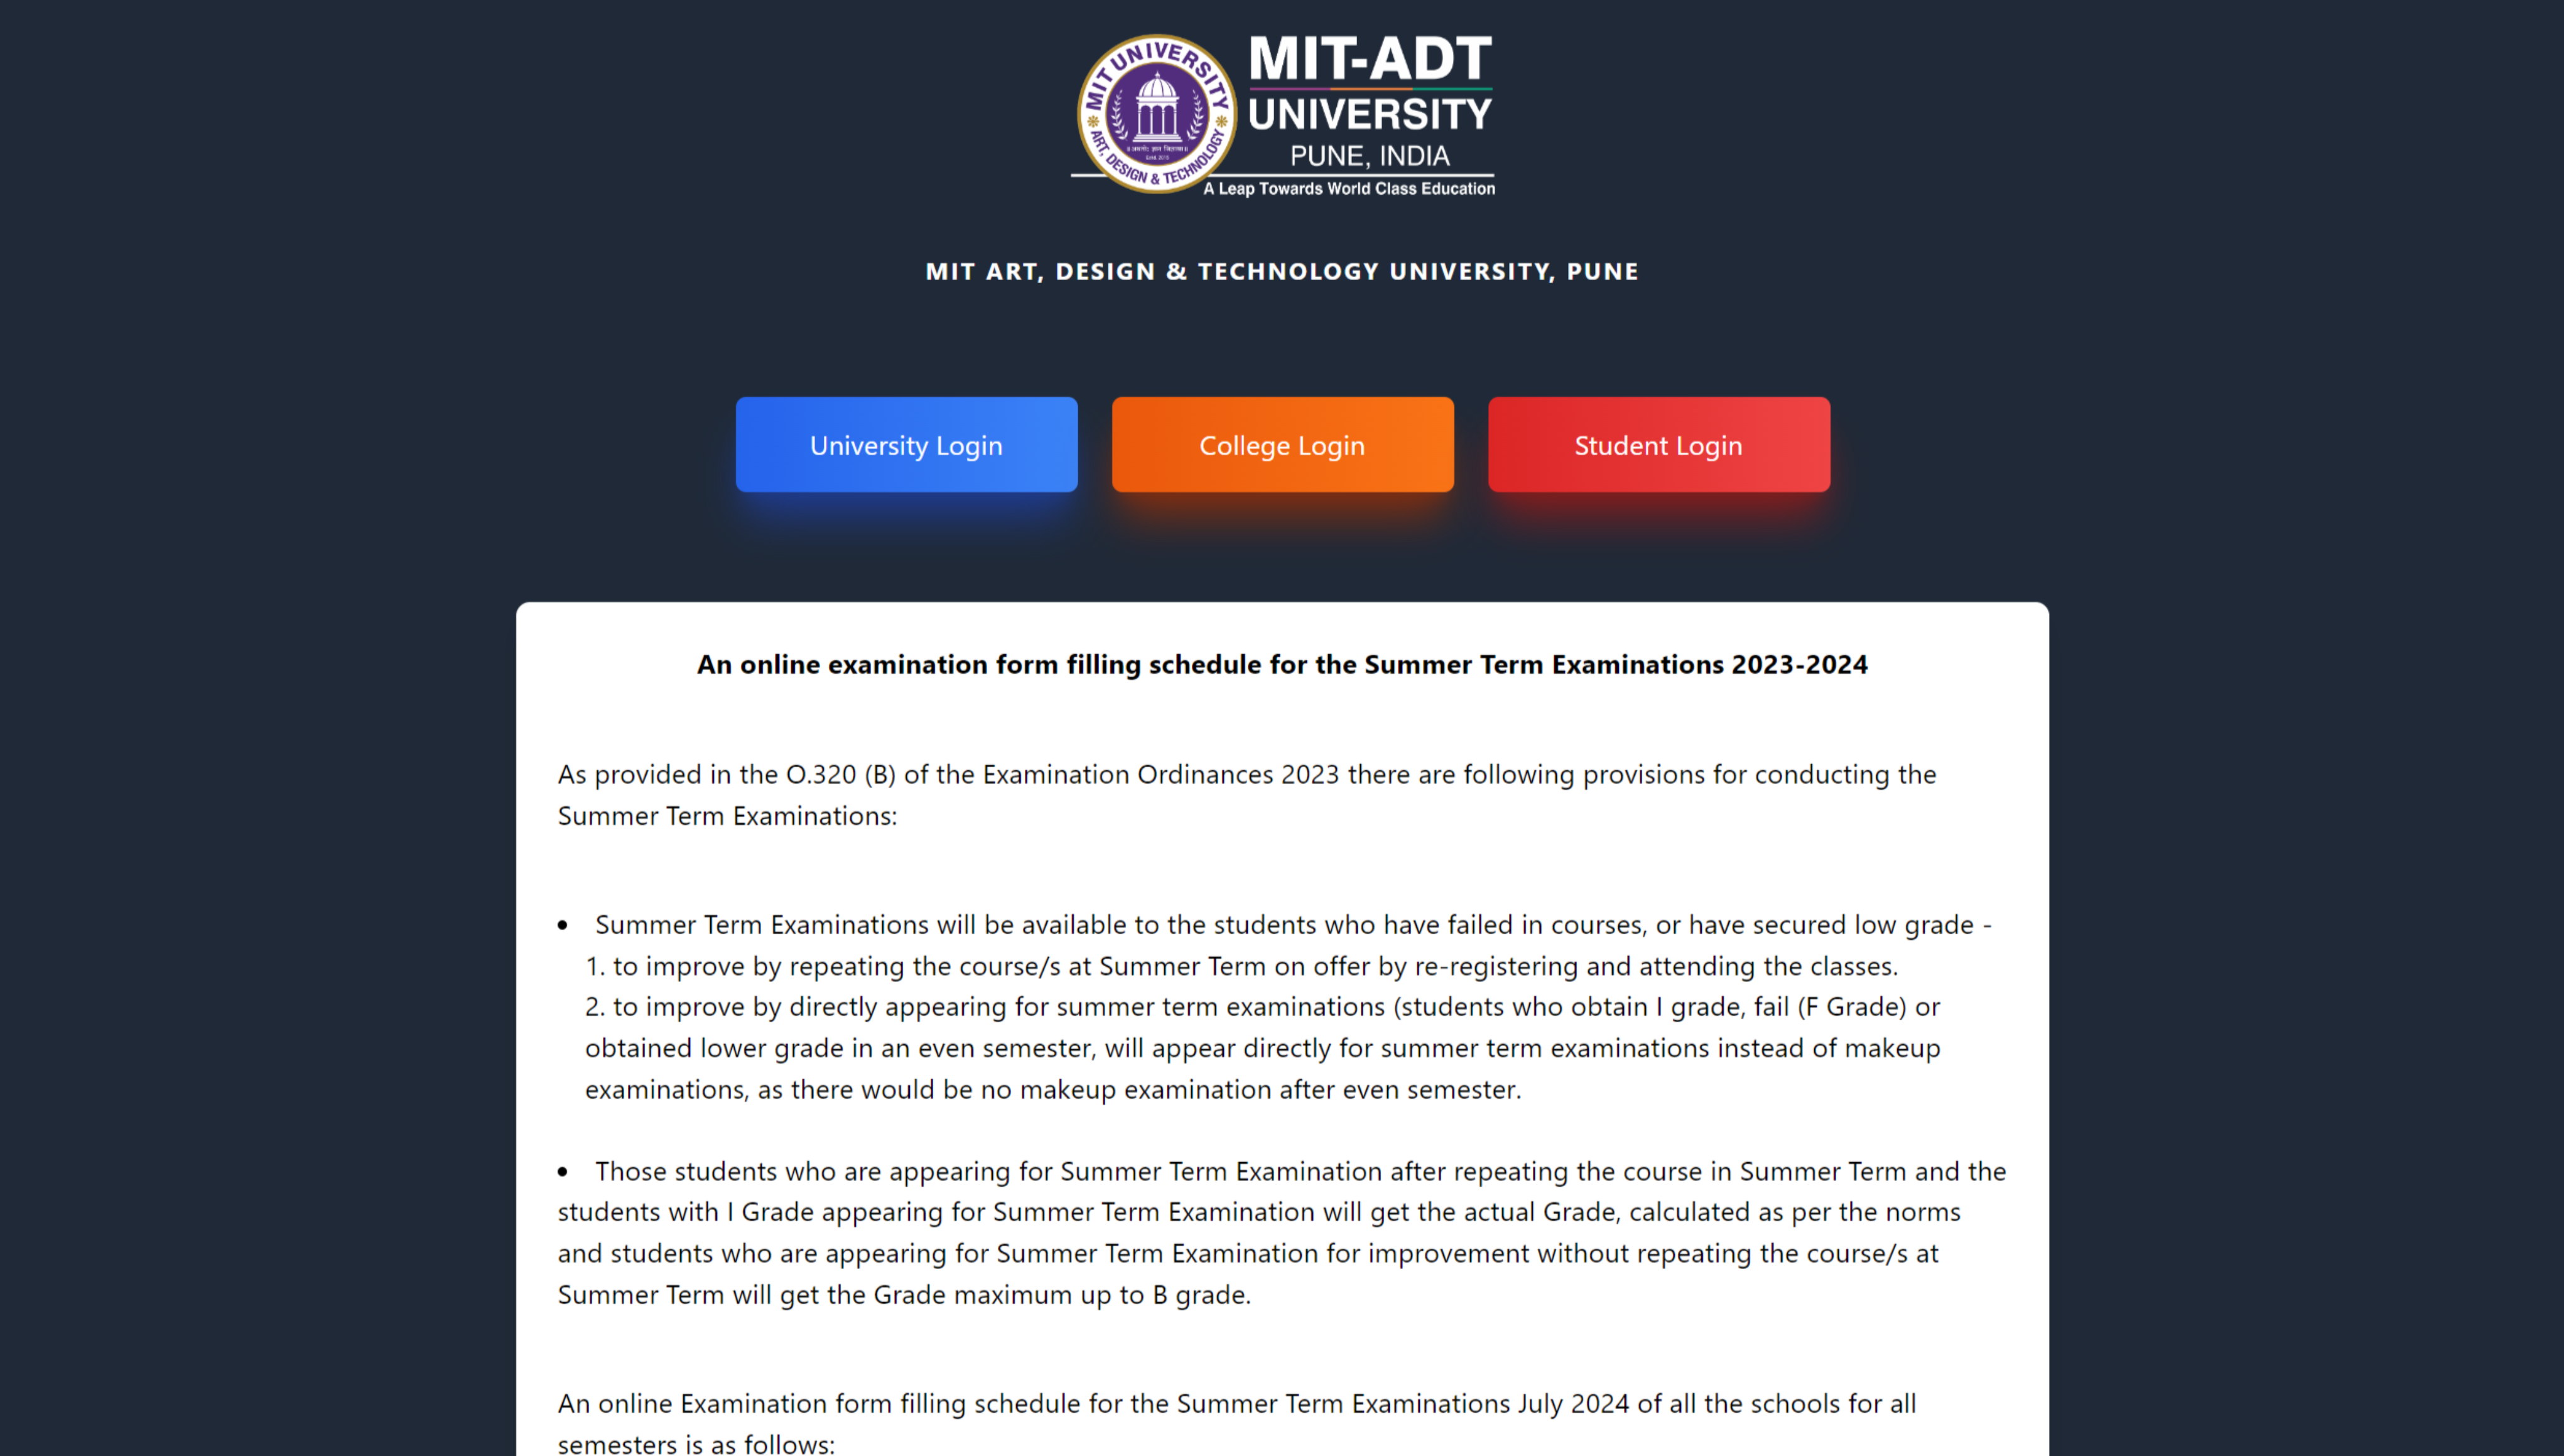 MIT UNIVERSITY
ART, DESIGN & TECHNOLOGY
MIT-ADT
UNIVERSITY
PUNE, INDIA
A Leap Towards World Class Education
MIT ART, DESIGN & TECHNOLOGY UNIVERSITY, PUNE
University Login
College Login
Student Login
An online examination form filling schedule for the Summer Term Examinations 2023-2024
As provided in the O.320 (B) of the Examination Ordinances 2023 there are following provisions for conducting the
Summer Term Examinations:
• Summer Term Examinations will be available to the students who have failed in courses, or have secured low grade -
1. to improve by repeating the course/s at Summer Term on offer by re-registering and attending the classes.
2. to improve by directly appearing for summer term examinations (students who obtain I grade, fail (F Grade) or
obtained lower grade in an even semester, will appear directly for summer term examinations instead of makeup
examinations, as there would be no makeup examination after even semester.
• Those students who are appearing for Summer Term Examination after repeating the course in Summer Term and the
students with I Grade appearing for Summer Term Examination will get the actual Grade, calculated as per the norms
and students who are appearing for Summer Term Examination for improvement without repeating the course/s at
Summer Term will get the Grade maximum up to B grade.
An online Examination form filling schedule for the Summer Term Examinations July 2024 of all the schools for all
semesters is as follows: